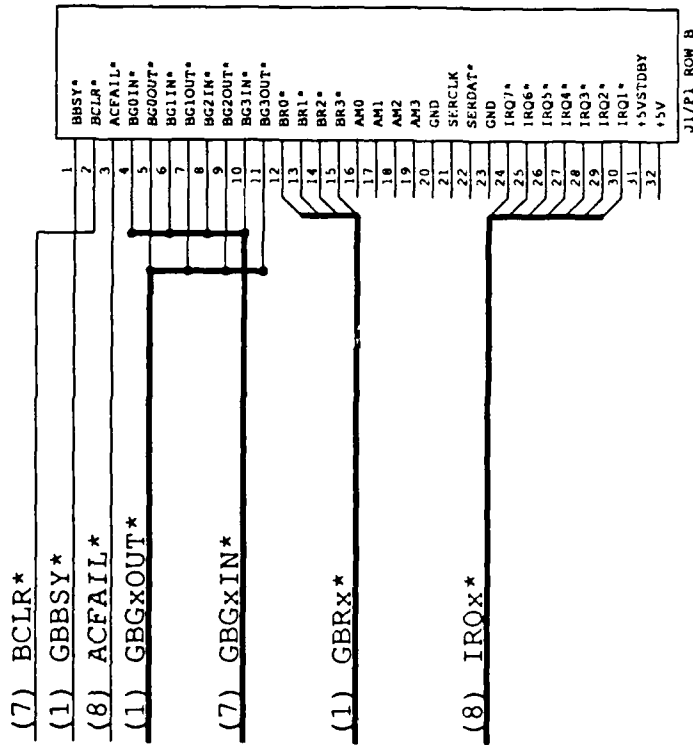 BBSY*
BCLR*
ACFAIL*
BG0IN*
BG0OUT*
BG1IN*
BG1OUT*
BG2IN*
BG2OUT*
BG3IN*
BG3OUT*
BR0*
BR1*
BR2*
BR3*
AM0
AM1
AM2
AM3
GND
SERCLK
SERDAT*
GND
IRQ7*
IRQ6*
IRQ5*
IRQ4*
IRQ3*
IRQ2*
IRQ1*
+5VSTDBY
+5V
J1/P1 ROW B
1
2
3
4
5
6
7
8
9
10
11
12
13
14
15
16
17
18
19
20
21
22
23
24
25
26
27
28
29
30
31
32
(7) BCLR*
(1) GBBSY*
(8) ACFAIL*
(1) GBGxOUT*
(7) GBGxIN*
(1) GBRx*
(8) IRQx*